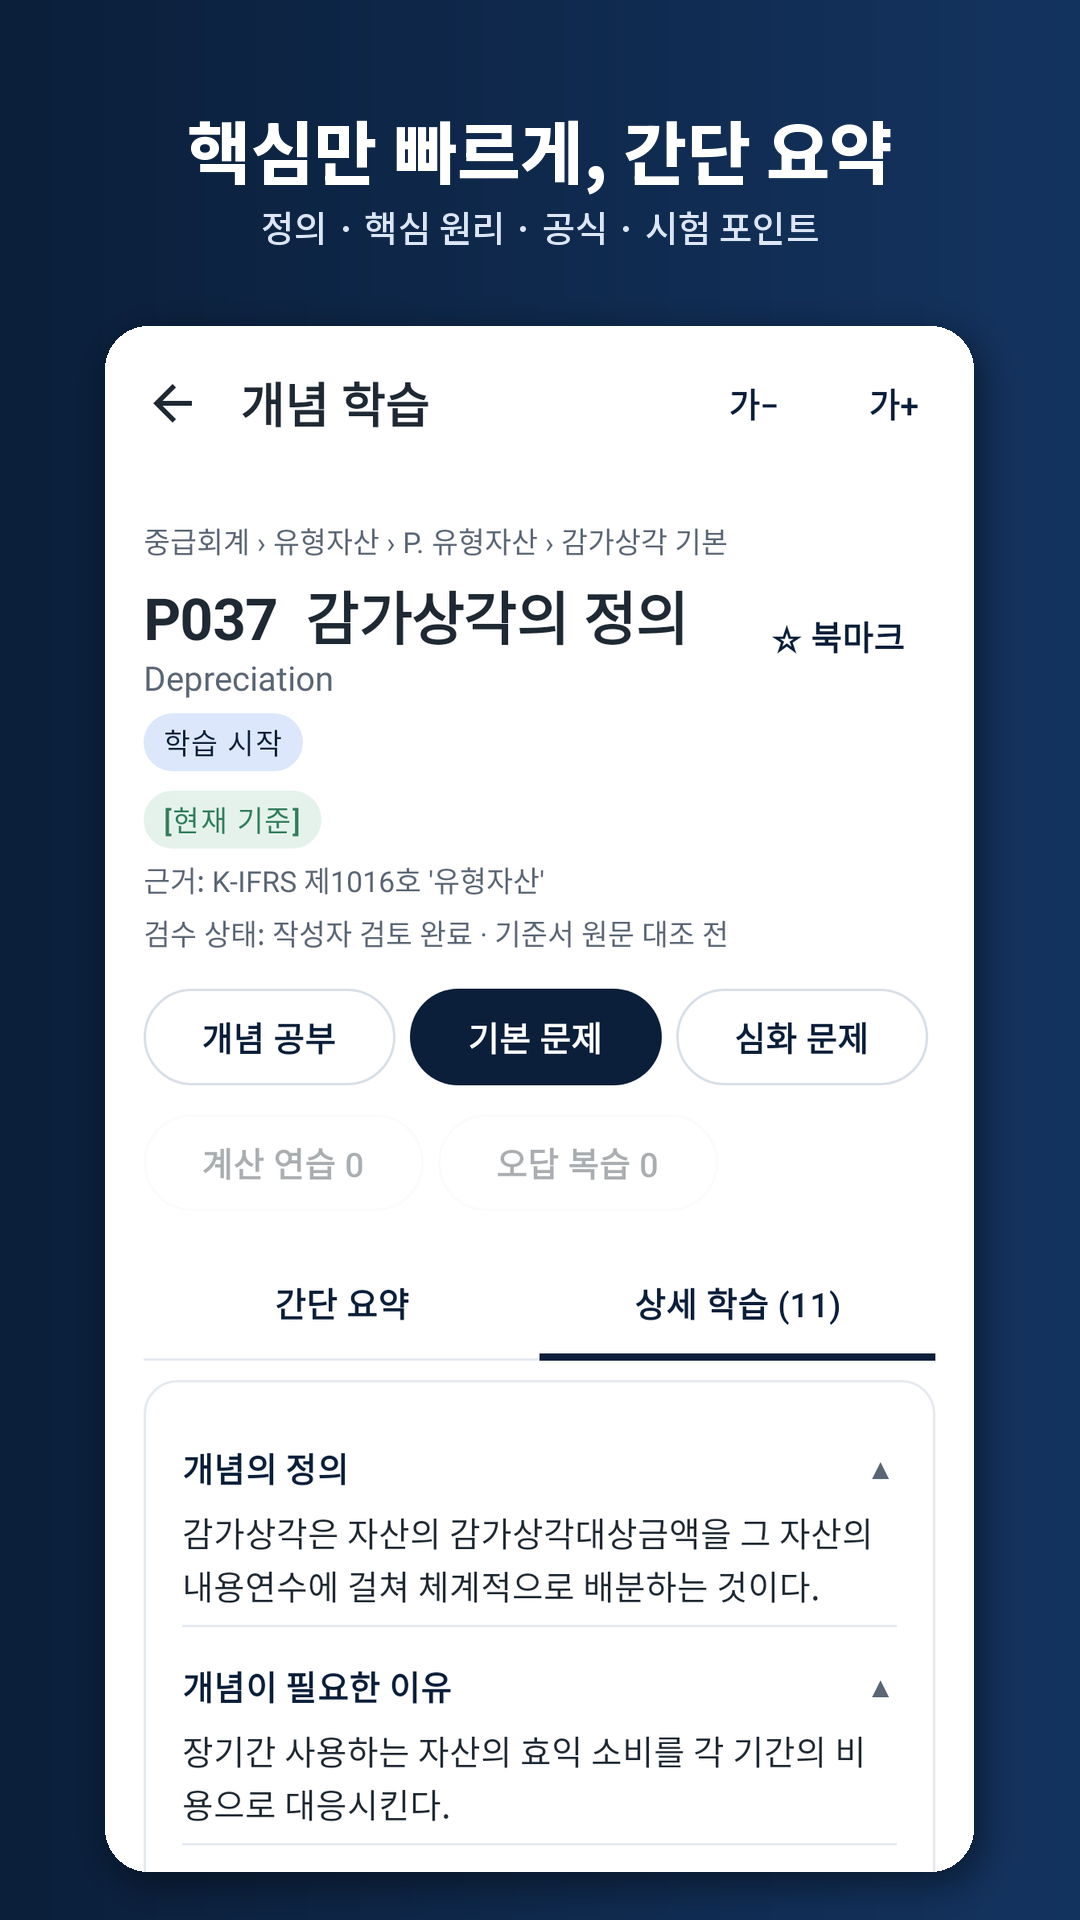 핵심만 빠르게, 간단 요약
정의 · 핵심 원리 · 공식 · 시험 포인트
← 개념 학습 가− 가+
중급회계 › 유형자산 › P. 유형자산 › 감가상각 기본
P037 감가상각의 정의
☆ 북마크
Depreciation
학습 시작
[현재 기준]
근거: K-IFRS 제1016호 '유형자산'
검수 상태: 작성자 검토 완료 · 기준서 원문 대조 전
개념 공부 기본 문제 심화 문제
계산 연습 0 오답 복습 0
간단 요약 상세 학습 (11)
개념의 정의 ▲
감가상각은 자산의 감가상각대상금액을 그 자산의
내용연수에 걸쳐 체계적으로 배분하는 것이다.
개념이 필요한 이유 ▲
장기간 사용하는 자산의 효익 소비를 각 기간의 비
용으로 대응시킨다.